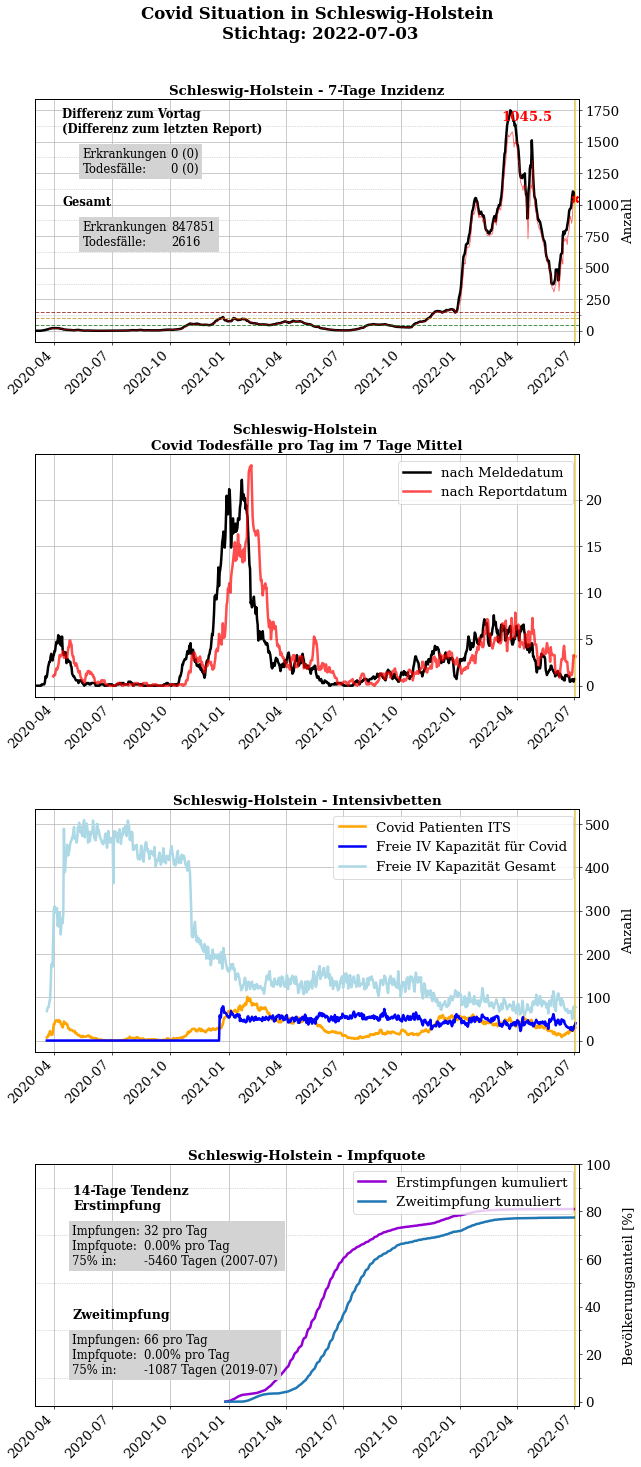 Covid Situation in Schleswig-Holstein
Stichtag: 2022-07-03
Schleswig-Holstein - 7-Tage Inzidenz
Differenz zum Vortag
(Differenz zum letzten Report)
Erkrankungen 0 (0)
Todesfälle: 0 (0)
Gesamt
Erkrankungen 847851
Todesfälle: 2616
1045.5
1750
1500
1250
1000
750
500
250
0
Anzahl
2020-04
2020-07
2020-10
2021-01
2021-04
2021-07
2021-10
2022-01
2022-04
2022-07
Schleswig-Holstein
Covid Todesfälle pro Tag im 7 Tage Mittel
nach Meldedatum
nach Reportdatum
20
15
10
5
0
2020-04
2020-07
2020-10
2021-01
2021-04
2021-07
2021-10
2022-01
2022-04
2022-07
Schleswig-Holstein - Intensivbetten
Covid Patienten ITS
Freie IV Kapazität für Covid
Freie IV Kapazität Gesamt
500
400
300
200
100
0
Anzahl
2020-04
2020-07
2020-10
2021-01
2021-04
2021-07
2021-10
2022-01
2022-04
2022-07
Schleswig-Holstein - Impfquote
14-Tage Tendenz
Erstimpfung
Impfungen: 32 pro Tag
Impfquote: 0.00% pro Tag
75% in: -5460 Tagen (2007-07)
Zweitimpfung
Impfungen: 66 pro Tag
Impfquote: 0.00% pro Tag
75% in: -1087 Tagen (2019-07)
Erstimpfungen kumuliert
Zweitimpfung kumuliert
100
80
60
40
20
0
Bevölkerungsanteil [%]
2020-04
2020-07
2020-10
2021-01
2021-04
2021-07
2021-10
2022-01
2022-04
2022-07